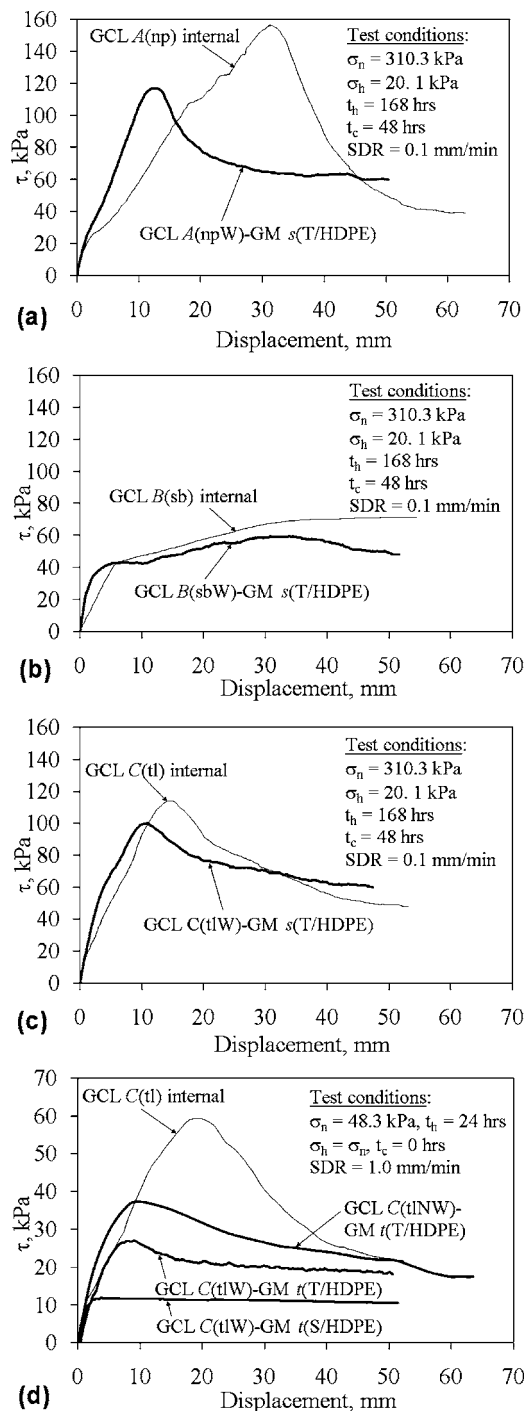 160
140
120
100
80
60
40
20
0
τ, kPa
GCL A(np) internal
Test conditions:
σn = 310.3 kPa
σh = 20. 1 kPa
th = 168 hrs
tc = 48 hrs
SDR = 0.1 mm/min
GCL A(npW)-GM s(T/HDPE)
0 10 20 30 40 50 60 70
Displacement, mm
(a)
160
140
120
100
80
60
40
20
0
τ, kPa
Test conditions:
σn = 310.3 kPa
σh = 20. 1 kPa
th = 168 hrs
tc = 48 hrs
SDR = 0.1 mm/min
GCL B(sb) internal
GCL B(sbW)-GM s(T/HDPE)
0 10 20 30 40 50 60 70
Displacement, mm
(b)
160
140
120
100
80
60
40
20
0
τ, kPa
GCL C(tl) internal
Test conditions:
σn = 310.3 kPa
σh = 20.1 kPa
th = 168 hrs
tc = 48 hrs
SDR = 0.1 mm/min
GCL C(tlW)-GM s(T/HDPE)
0 10 20 30 40 50 60 70
Displacement, mm
(c)
70
60
50
40
30
20
10
0
τ, kPa
GCL C(tl) internal
Test conditions:
σn = 48.3 kPa, th = 24 hrs
σh = σn, tc = 0 hrs
SDR = 1.0 mm/min
GCL C(tlNW)-
GM t(T/HDPE)
GCL C(tlW)-GM t(T/HDPE)
GCL C(tlW)-GM t(S/HDPE)
0 10 20 30 40 50 60 70
Displacement, mm
(d)